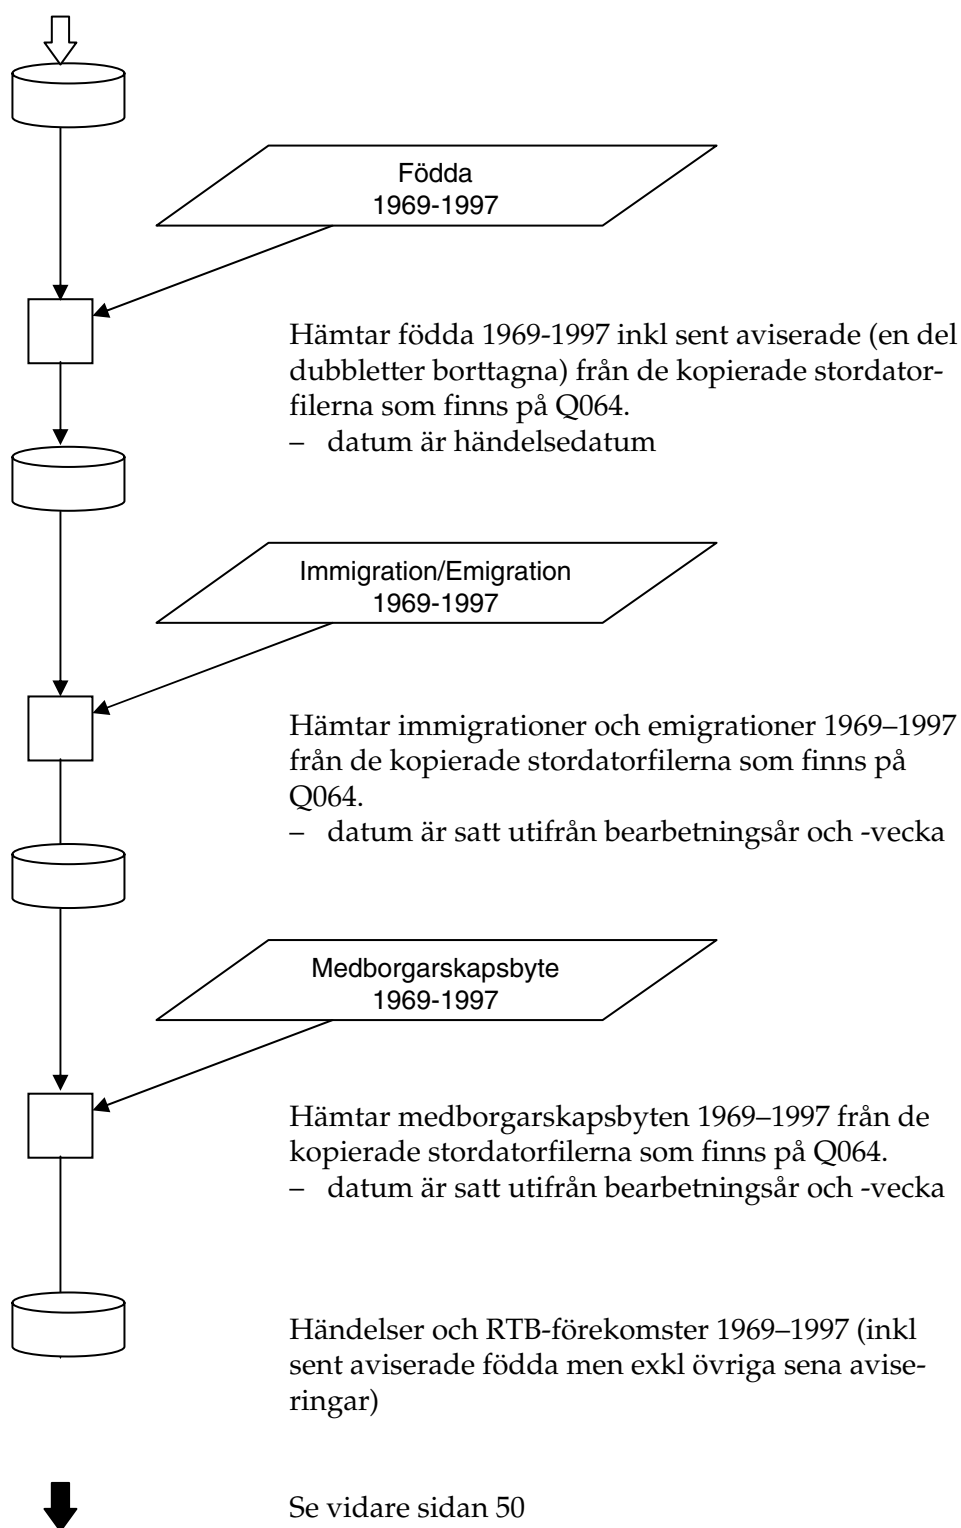 Födda
1969-1997
Hämtar födda 1969-1997 inkl sent aviserade (en del
dubbletter borttagna) från de kopierade stordator-
filerna som finns på Q064.
– datum är händelsedatum
Immigration/Emigration
1969-1997
Hämtar immigrationer och emigrationer 1969–1997
från de kopierade stordatorfilerna som finns på
Q064.
– datum är satt utifrån bearbetningsår och -vecka
Medborgarskapsbyte
1969-1997
Hämtar medborgarskapsbyten 1969–1997 från de
kopierade stordatorfilerna som finns på Q064.
– datum är satt utifrån bearbetningsår och -vecka
Händelser och RTB-förekomster 1969–1997 (inkl
sent aviserade födda men exkl övriga sena avise-
ringar)
Se vidare sidan 50